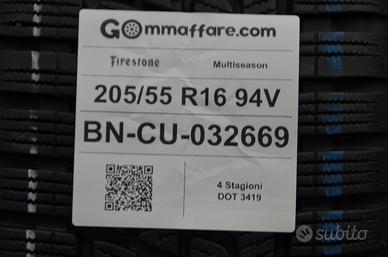 GOmmaffare.com
Firestone Multiseason
205/55 R16 94V
BN-CU-032669
4 Stagioni
DOT 3419
subito